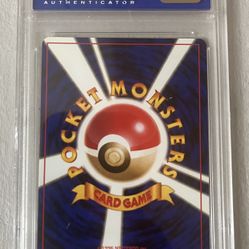 AUTHENTICATOR
POCKET MONSTERS
CARD GAME